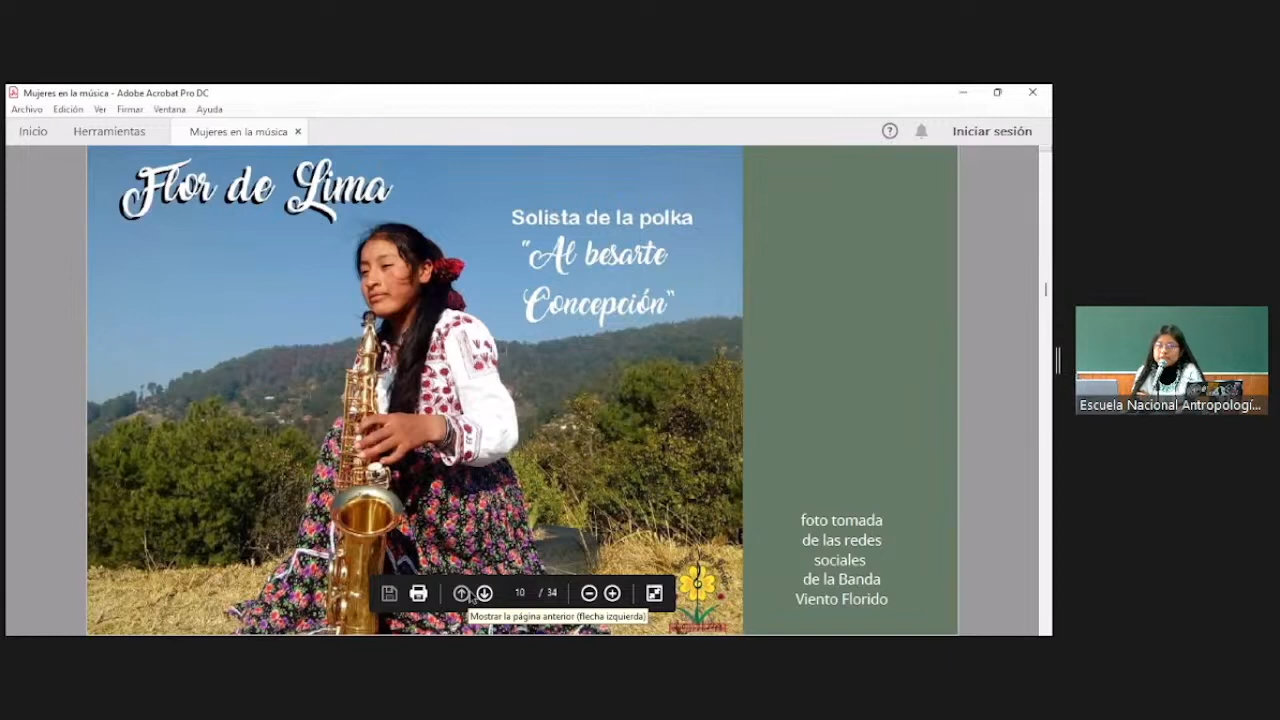 Mujeres en la música - Adobe Acrobat Pro DC
Archivo Edición Ver Firmar Ventana Ayuda
Inicio Herramientas Mujeres en la música × Iniciar sesión
Flor de Lima
Solista de la polka
"Al besarte
Concepción"
foto tomada
de las redes
sociales
de la Banda
Viento Florido
10 / 34
Mostrar la página anterior (flecha izquierda)
Escuela Nacional Antropologí...